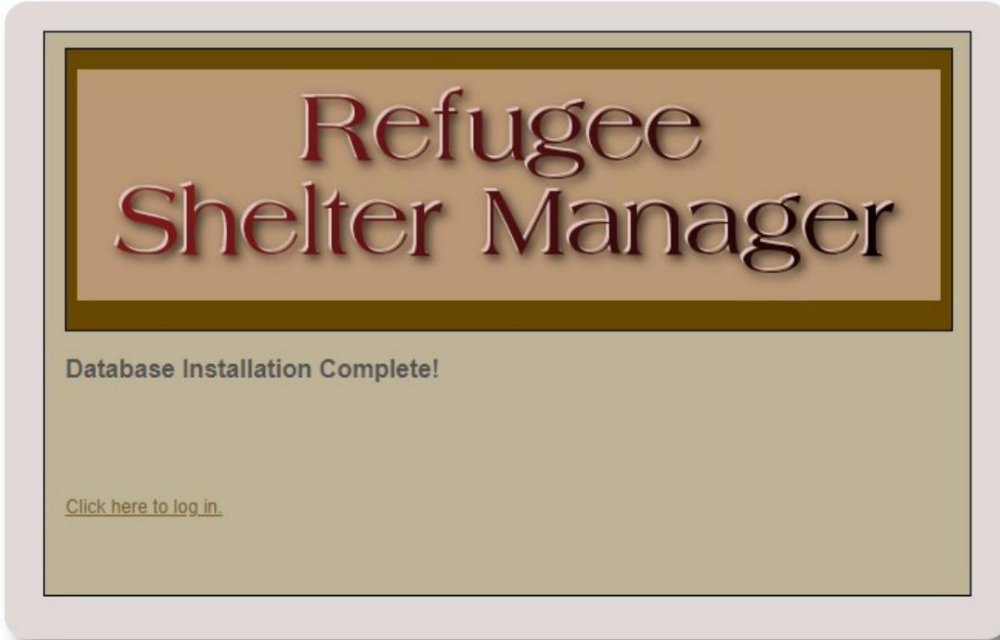 Refugee
Shelter Manager
Database Installation Complete!
Click here to log in.